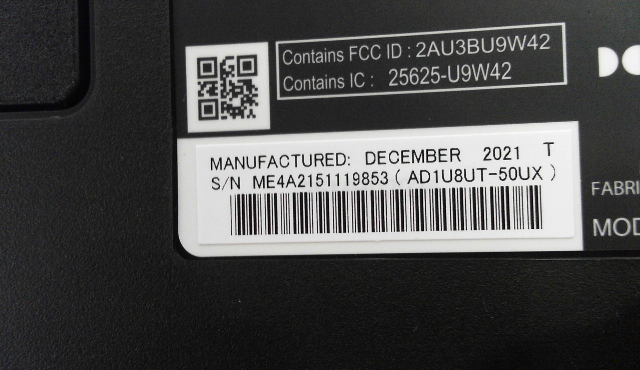 Contains FCC ID : 2AU3BU9W42
Contains IC : 25625-U9W42
MANUFACTURED: DECEMBER 2021 T
S/N ME4A2151119853 ( AD1U8UT-50UX )